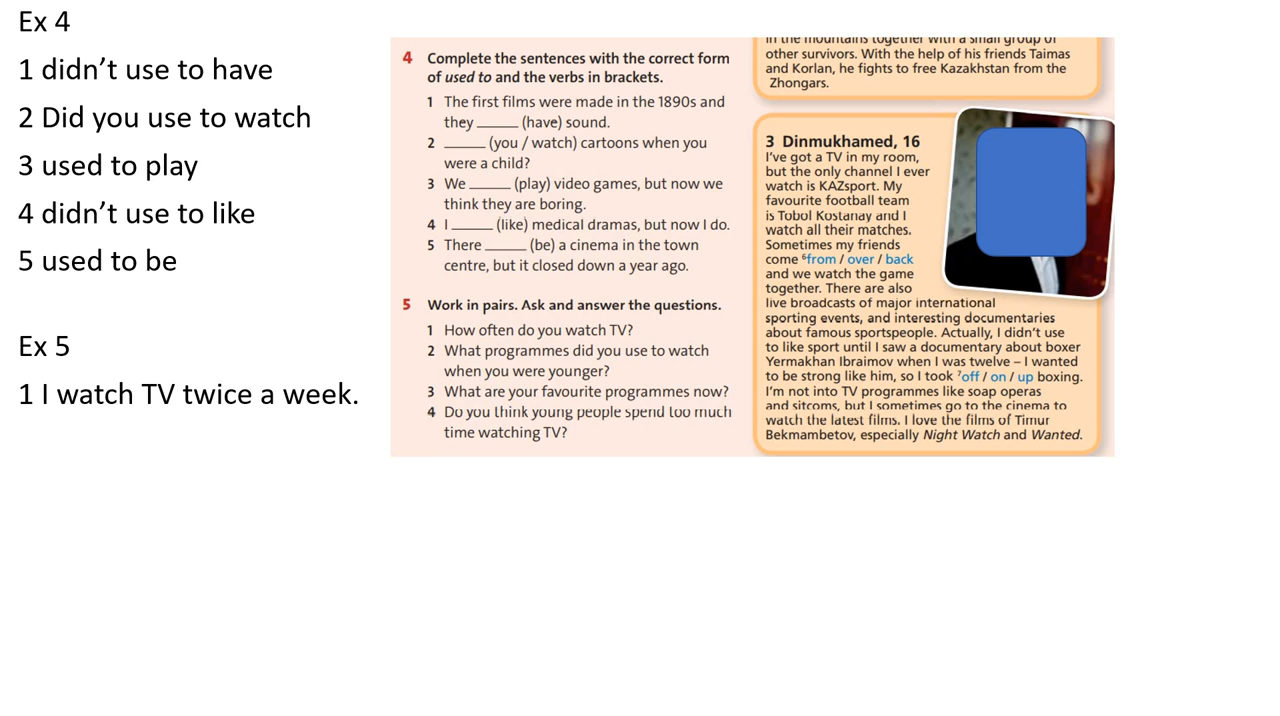 Ex 4
1 didn’t use to have
2 Did you use to watch
3 used to play
4 didn’t use to like
5 used to be
Ex 5
1 I watch TV twice a week.
4 Complete the sentences with the correct form
of used to and the verbs in brackets.
1 The first films were made in the 1890s and
they _____ (have) sound.
2 _____ (you / watch) cartoons when you
were a child?
3 We _____ (play) video games, but now we
think they are boring.
4 I _____ (like) medical dramas, but now I do.
5 There _____ (be) a cinema in the town
centre, but it closed down a year ago.
5 Work in pairs. Ask and answer the questions.
1 How often do you watch TV?
2 What programmes did you use to watch
when you were younger?
3 What are your favourite programmes now?
4 Do you think young people spend too much
time watching TV?
in the mountains together with a small group of
other survivors. With the help of his friends Taimas
and Korlan, he fights to free Kazakhstan from the
Zhongars.
3 Dinmukhamed, 16
I’ve got a TV in my room,
but the only channel I ever
watch is KAZsport. My
favourite football team
is Tobol Kostanay and I
watch all their matches.
Sometimes my friends
come ⁶from / over / back
and we watch the game
together. There are also
live broadcasts of major international
sporting events, and interesting documentaries
about famous sportspeople. Actually, I didn’t use
to like sport until I saw a documentary about boxer
Yermakhan Ibraimov when I was twelve – I wanted
to be strong like him, so I took ⁷off / on / up boxing.
I’m not into TV programmes like soap operas
and sitcoms, but I sometimes go to the cinema to
watch the latest films. I love the films of Timur
Bekmambetov, especially Night Watch and Wanted.